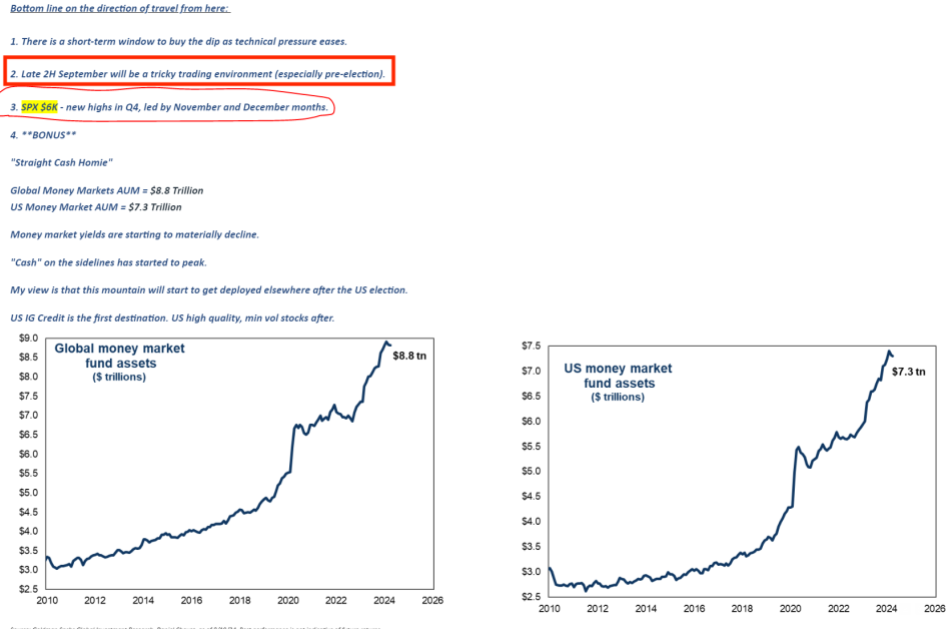 Bottom line on the direction of travel from here:
1. There is a short-term window to buy the dip as technical pressure eases.
2. Late 2H September will be a tricky trading environment (especially pre-election).
3. SPX $6K - new highs in Q4, led by November and December months.
4. **BONUS**
"Straight Cash Homie"
Global Money Markets AUM = $8.8 Trillion
US Money Market AUM = $7.3 Trillion
Money market yields are starting to materially decline.
"Cash" on the sidelines has started to peak.
My view is that this mountain will start to get deployed elsewhere after the US election.
US IG Credit is the first destination. US high quality, min vol stocks after.
Global money market
fund assets
($ trillions)
$8.8 tn
$9.0
$8.5
$8.0
$7.5
$7.0
$6.5
$6.0
$5.5
$5.0
$4.5
$4.0
$3.5
$3.0
$2.5
2010 2012 2014 2016 2018 2020 2022 2024 2026
US money market
fund assets
($ trillions)
$7.3 tn
$7.5
$7.0
$6.5
$6.0
$5.5
$5.0
$4.5
$4.0
$3.5
$3.0
$2.5
2010 2012 2014 2016 2018 2020 2022 2024 2026